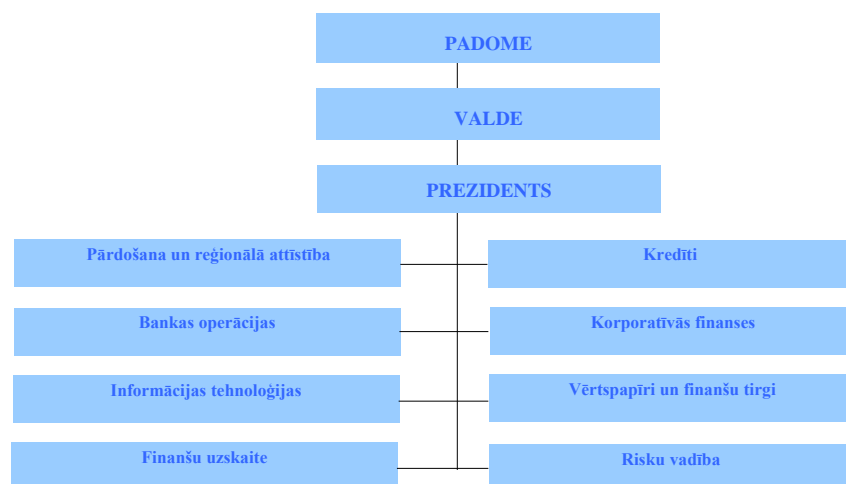 PADOME
VALDE
PREZIDENTS
Pārdošana un reģionālā attīstība
Kredīti
Bankas operācijas
Korporatīvās finanses
Informācijas tehnoloģijas
Vērtspapīri un finanšu tirgi
Finanšu uzskaite
Risku vadība